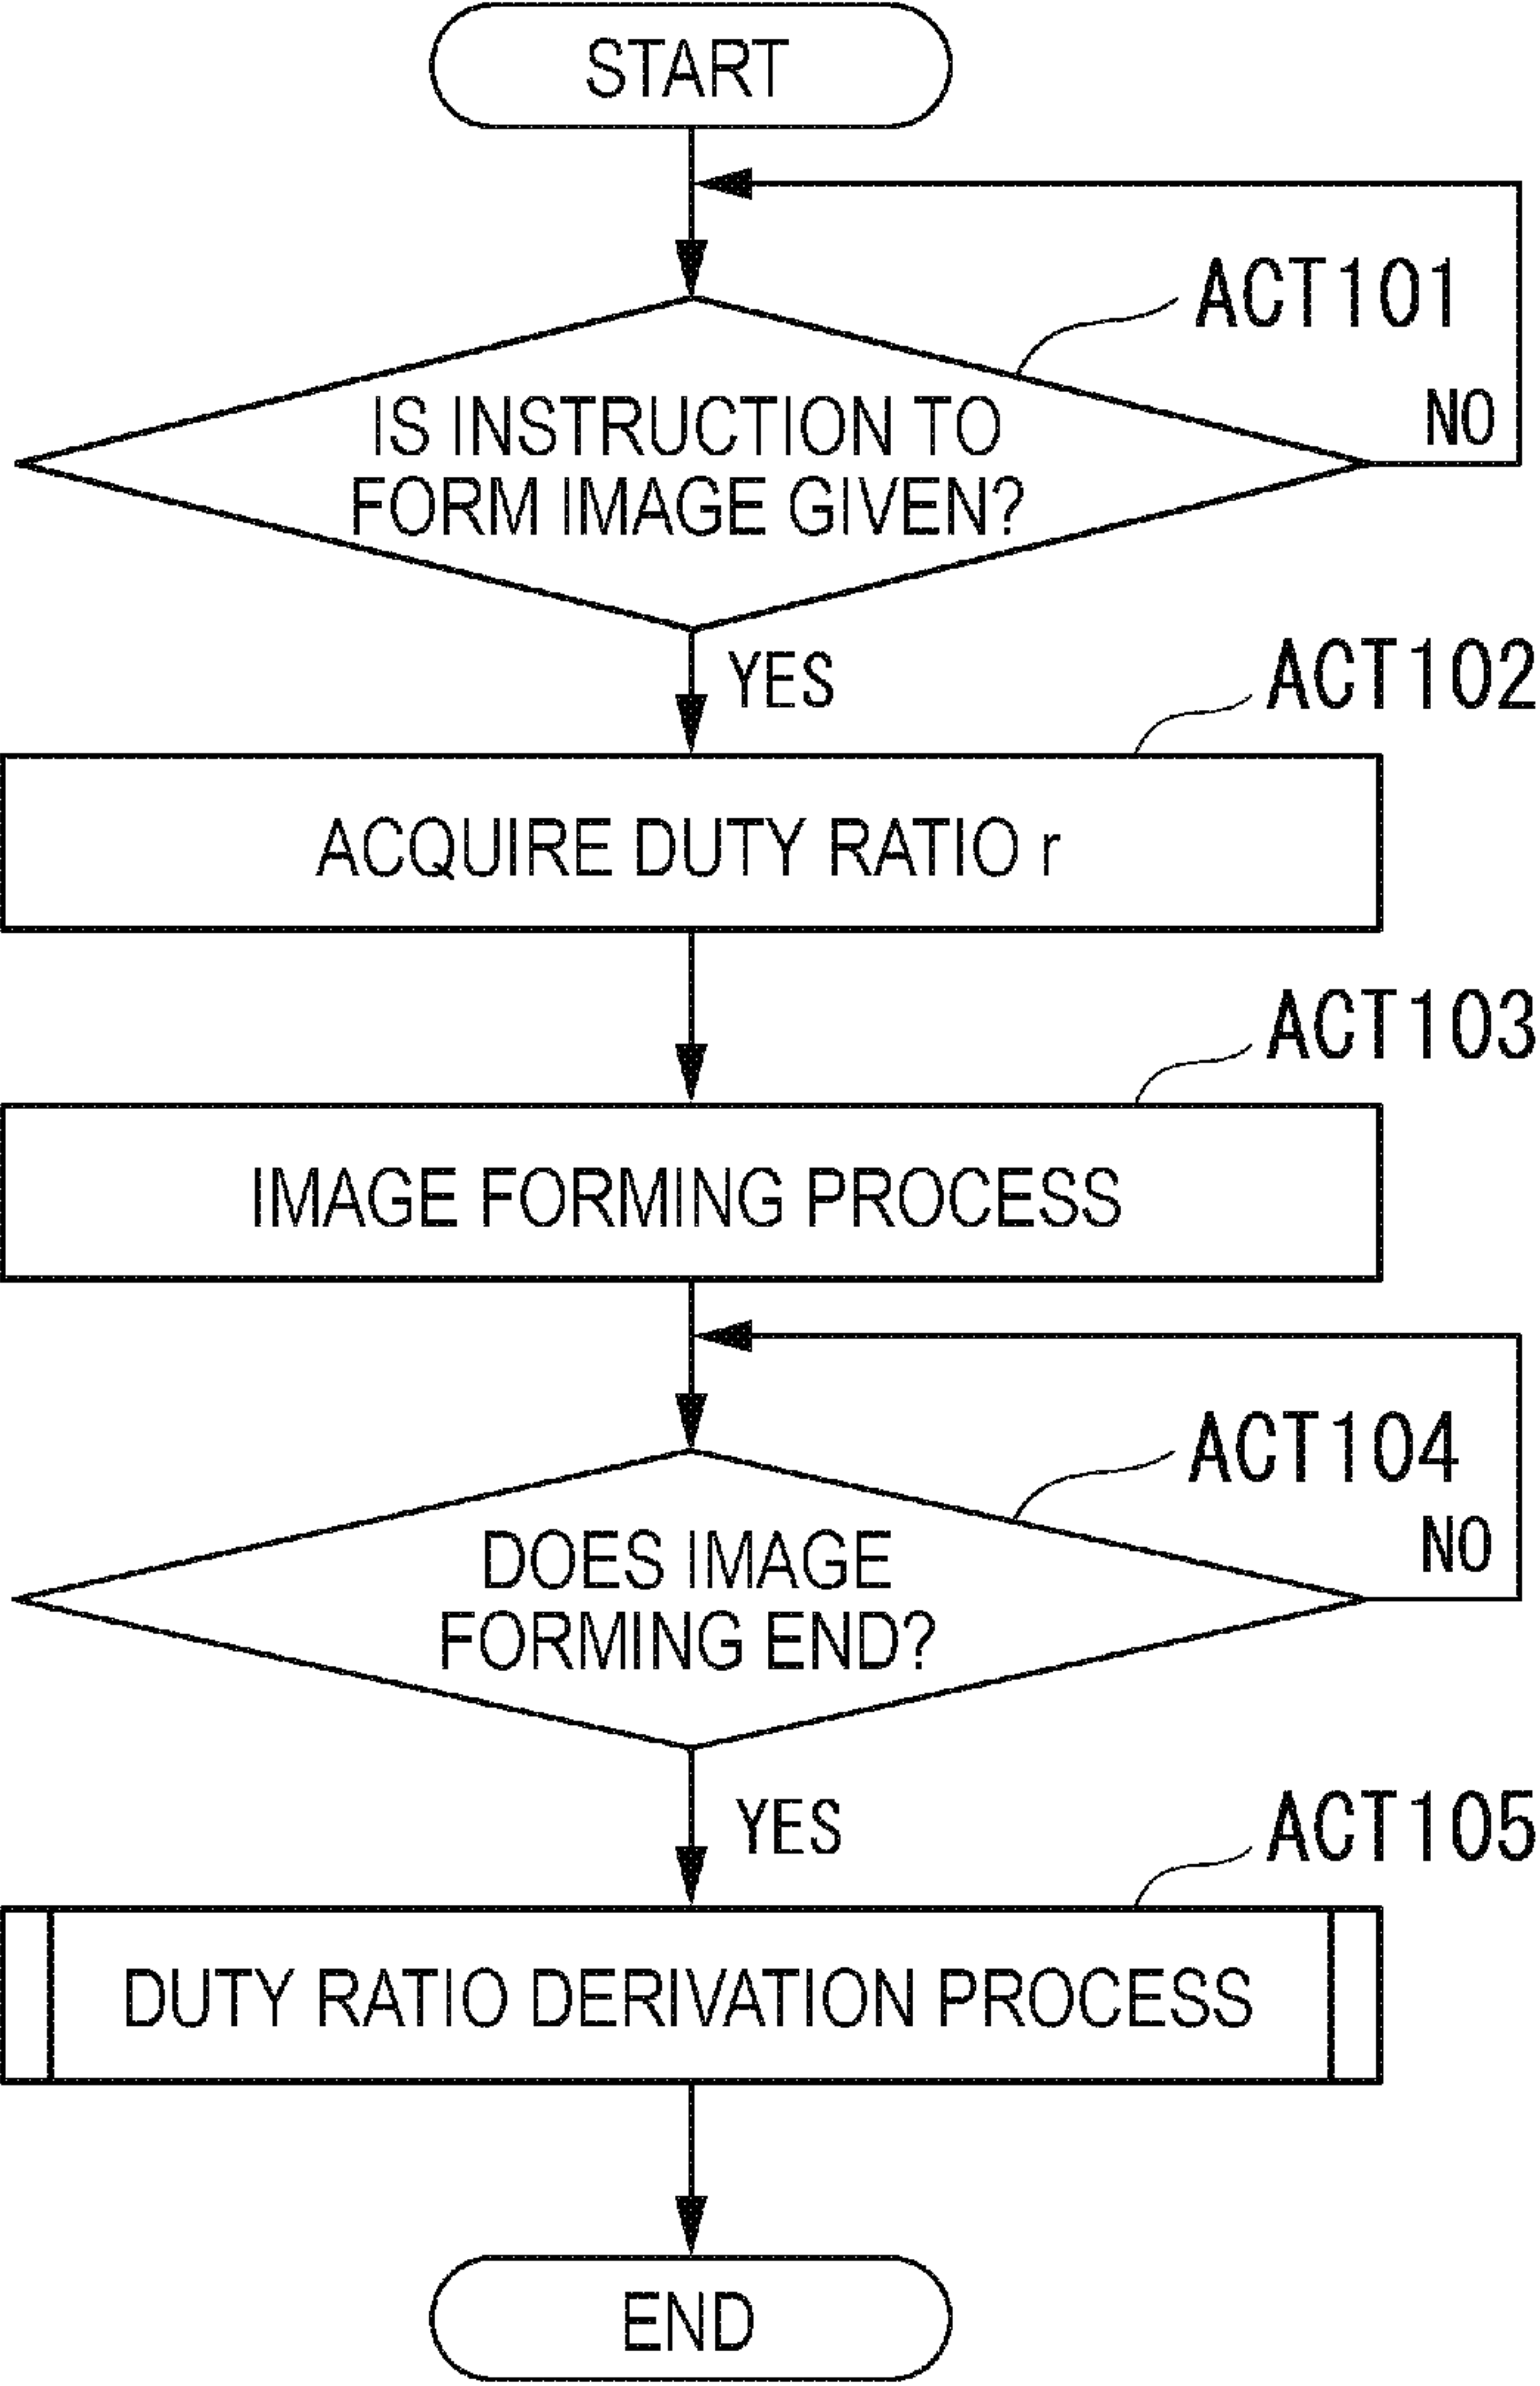 START
ACT101
NO
IS INSTRUCTION TO
FORM IMAGE GIVEN?
YES
ACT102
ACQUIRE DUTY RATIO r
ACT103
IMAGE FORMING PROCESS
ACT104
NO
DOES IMAGE
FORMING END?
YES
ACT105
DUTY RATIO DERIVATION PROCESS
END